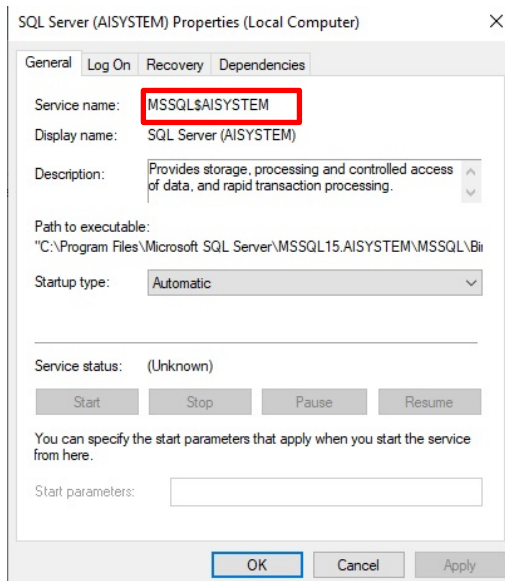 SQL Server (AISYSTEM) Properties (Local Computer)
General Log On Recovery Dependencies
Service name: MSSQL$AISYSTEM
Display name: SQL Server (AISYSTEM)
Description: Provides storage, processing and controlled access
of data, and rapid transaction processing.
Path to executable:
"C:\Program Files\Microsoft SQL Server\MSSQL15.AISYSTEM\MSSQL\Bi
Startup type: Automatic
Service status: (Unknown)
Start Stop Pause Resume
You can specify the start parameters that apply when you start the service
from here.
Start parameters:
OK Cancel Apply